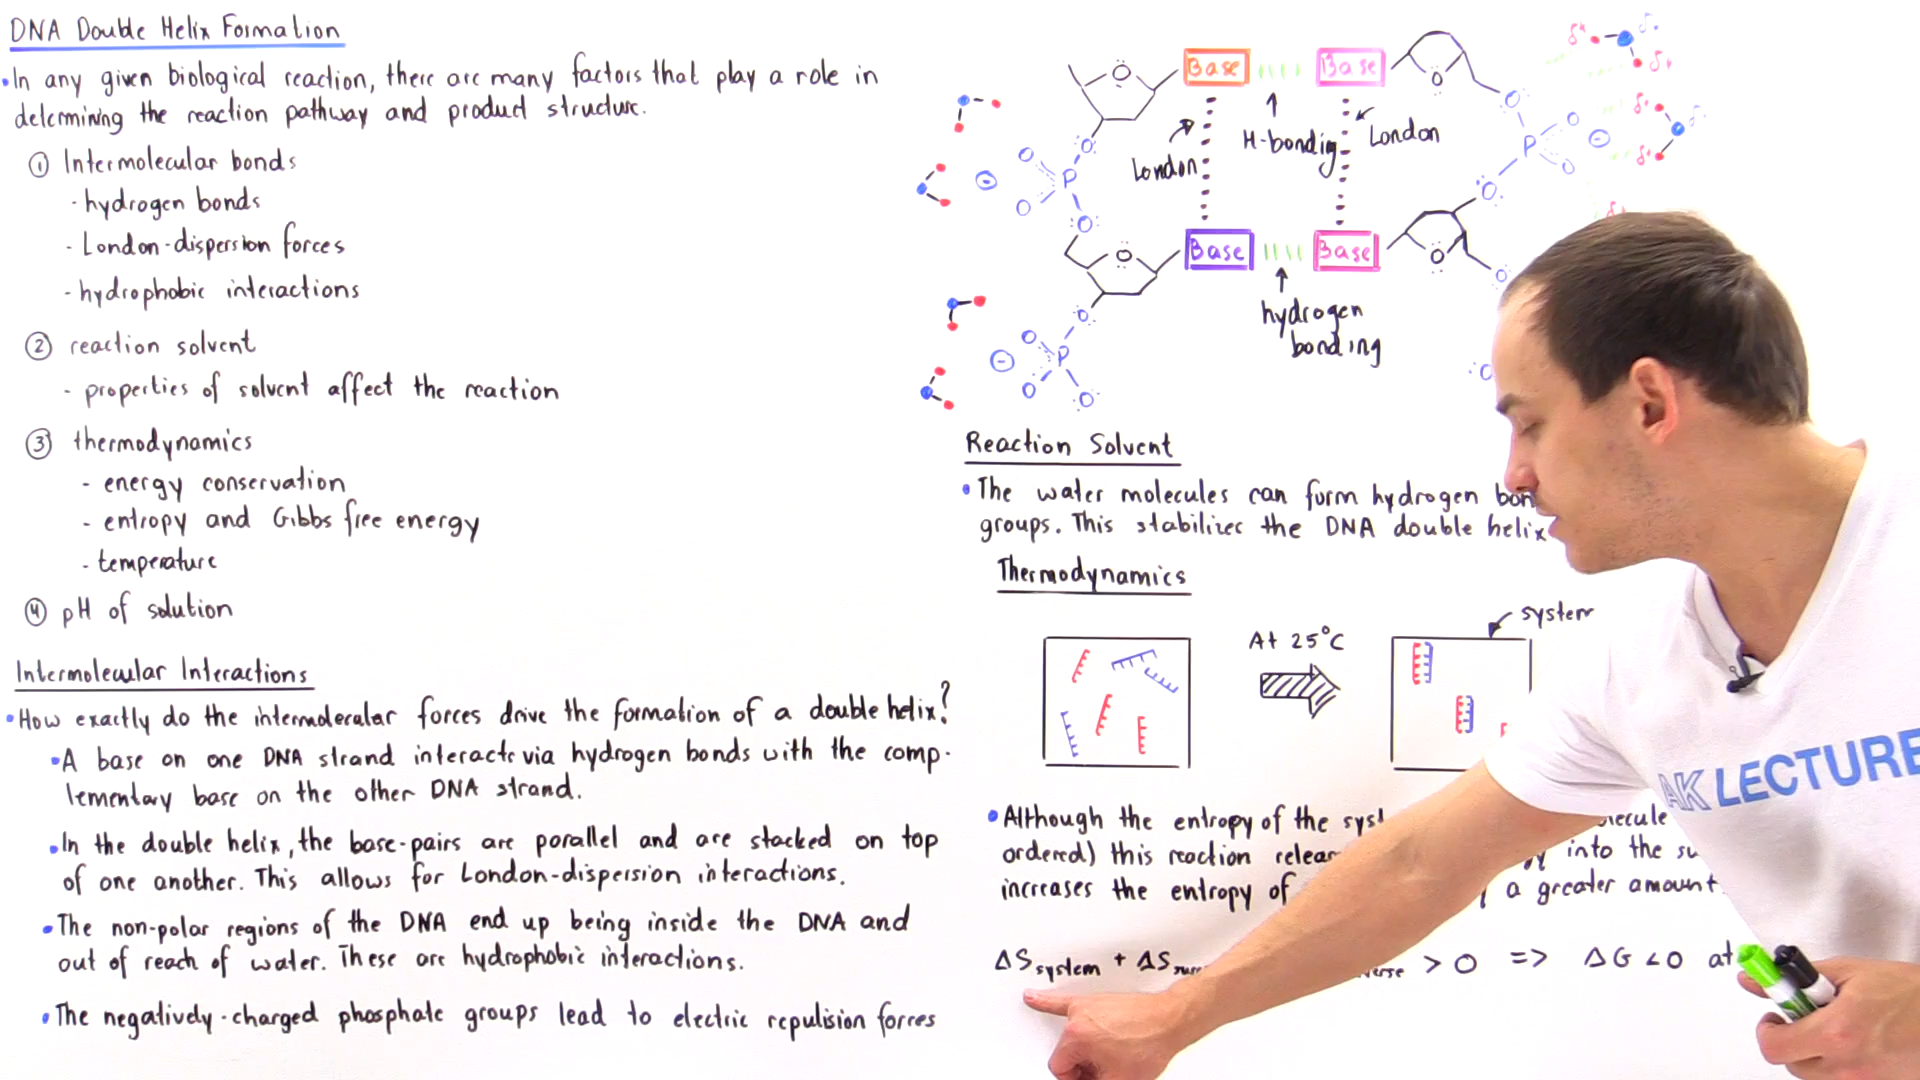 DNA Double Helix Formation
• In any given biological reaction, there are many factors that play a role in
determining the reaction pathway and product structure.
① Intermolecular bonds
- hydrogen bonds
- London-dispersion forces
- hydrophobic interactions
② reaction solvent
- properties of solvent affect the reaction
③ thermodynamics
- energy conservation
- entropy and Gibbs free energy
- temperature
④ pH of solution
Intermolecular Interactions
• How exactly do the intermolecular forces drive the formation of a double helix?
• A base on one DNA strand interacts via hydrogen bonds with the comp-
lementary base on the other DNA strand.
• In the double helix, the base-pairs are parallel and are stacked on top
of one another. This allows for London-dispersion interactions.
• The non-polar regions of the DNA end up being inside the DNA and
out of reach of water. These are hydrophobic interactions.
• The negatively-charged phosphate groups lead to electric repulsion forces
Base Base
London H-bonding London
Base Base
hydrogen
bonding
O O
O O P O O
O O P O O
O O O O
O O P O O
O O
δ+ δ-
δ+
δ+ δ-
δ+
Reaction Solvent
• The water molecules can form hydrogen bon
groups. This stabilizes the DNA double helix
Thermodynamics
At 25°C
system
• Although the entropy of the syst
ordered) this reaction releas into the su
increases the entropy of a greater amount
ΔSsystem + ΔSsurr erse > 0 => ΔG < 0 at
AK LECTURE